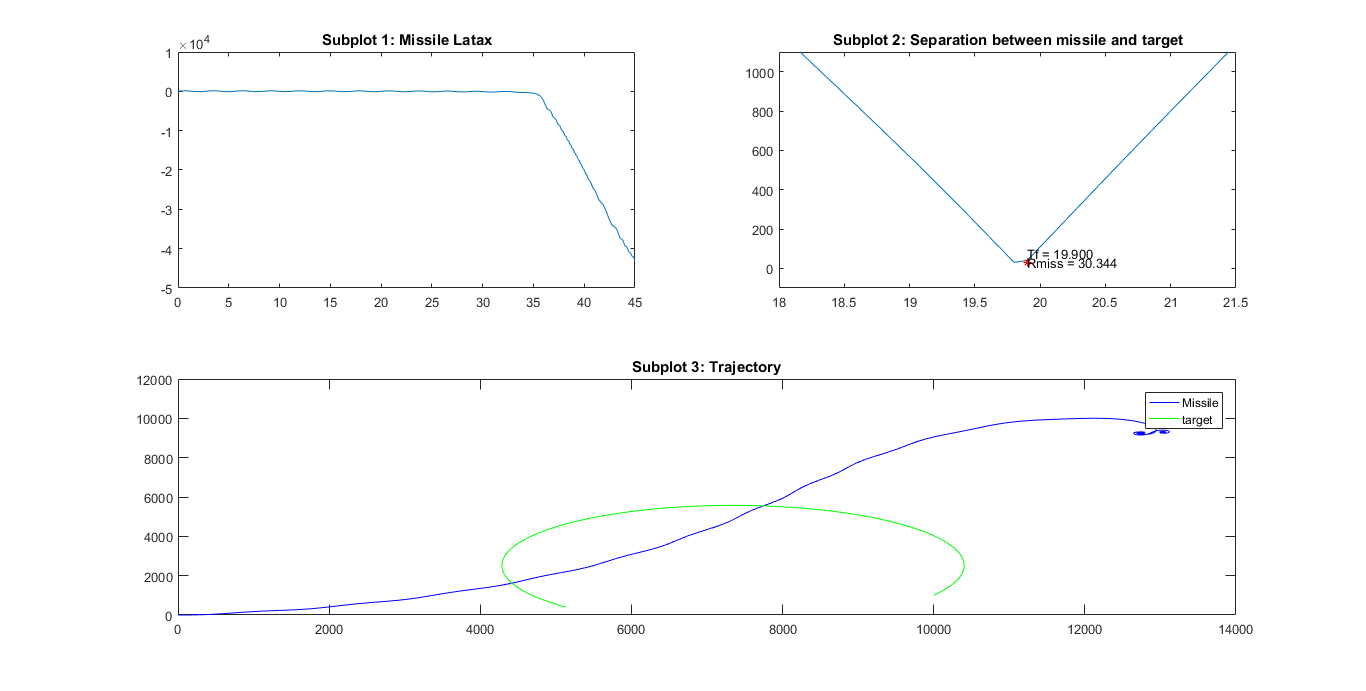 Subplot 1: Missile Latax
×10^4
1
0
-1
-2
-3
-4
-5
0 5 10 15 20 25 30 35 40 45
Subplot 2: Separation between missile and target
1000
800
600
400
200
0
Tf = 19.900
Rmiss = 30.344
18 18.5 19 19.5 20 20.5 21 21.5
Subplot 3: Trajectory
12000
10000
8000
6000
4000
2000
0
Missile
target
0 2000 4000 6000 8000 10000 12000 14000